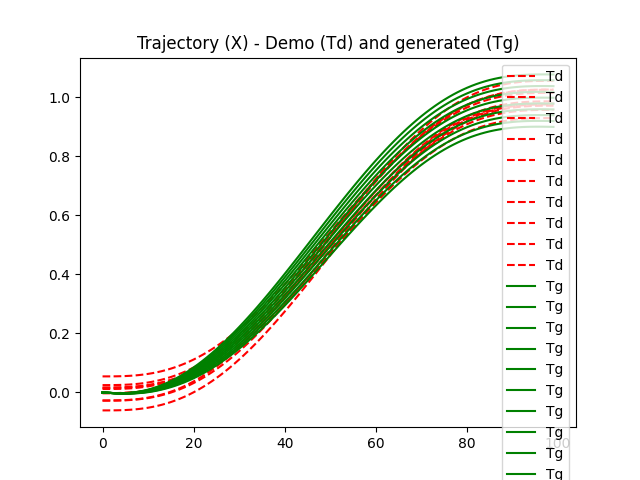 Trajectory (X) - Demo (Td) and generated (Tg)
1.0
0.8
0.6
0.4
0.2
0.0
0
20
40
60
80
100
Td
Td
Td
Td
Td
Td
Td
Td
Td
Td
Tg
Tg
Tg
Tg
Tg
Tg
Tg
Tg
Tg
Tg